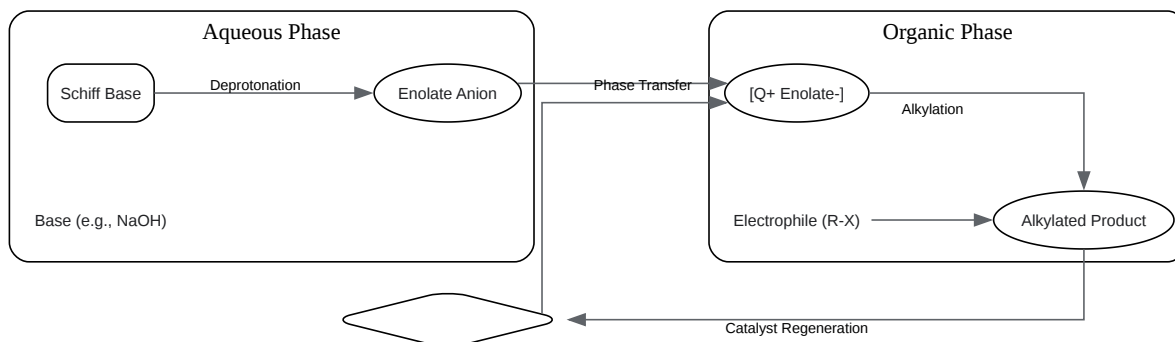 Aqueous Phase
Schiff Base
Deprotonation
Enolate Anion
Base (e.g., NaOH)
Phase Transfer
Organic Phase
[Q+ Enolate-]
Alkylation
Electrophile (R-X)
Alkylated Product
Catalyst Regeneration